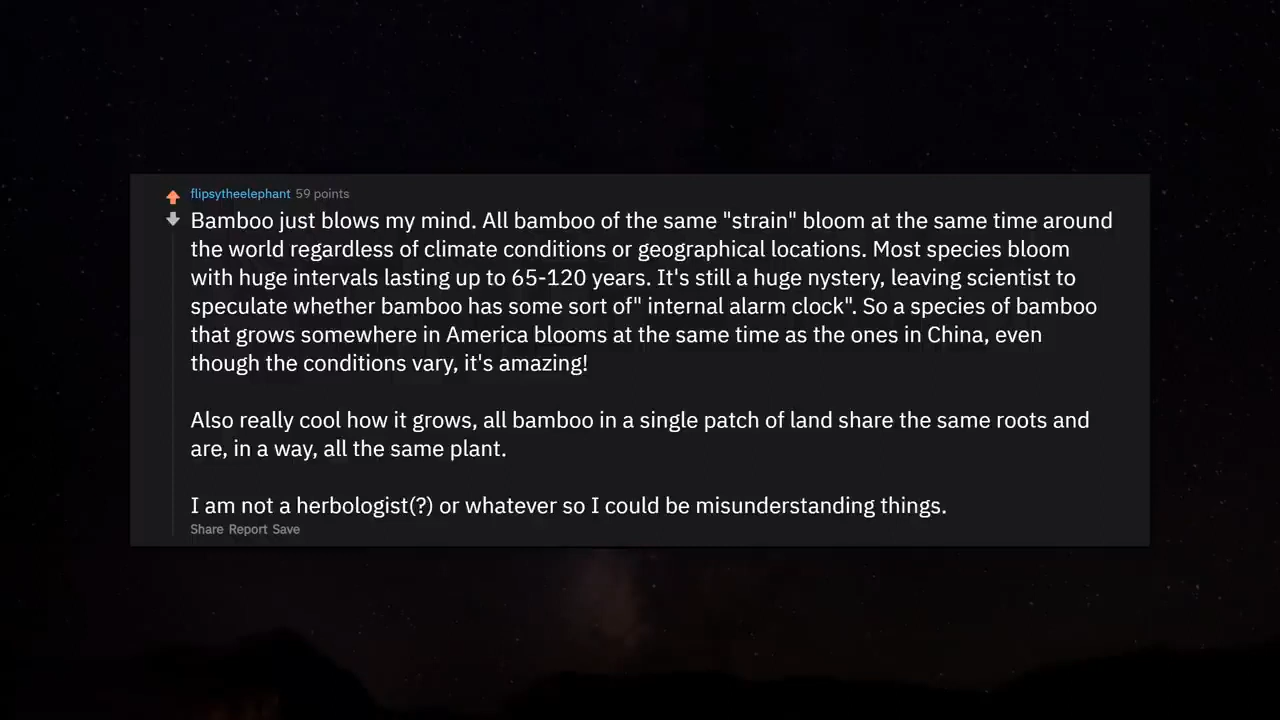 flipsytheelephant 59 points
Bamboo just blows my mind. All bamboo of the same "strain" bloom at the same time around
the world regardless of climate conditions or geographical locations. Most species bloom
with huge intervals lasting up to 65-120 years. It's still a huge nystery, leaving scientist to
speculate whether bamboo has some sort of" internal alarm clock". So a species of bamboo
that grows somewhere in America blooms at the same time as the ones in China, even
though the conditions vary, it's amazing!
Also really cool how it grows, all bamboo in a single patch of land share the same roots and
are, in a way, all the same plant.
I am not a herbologist(?) or whatever so I could be misunderstanding things.
Share Report Save